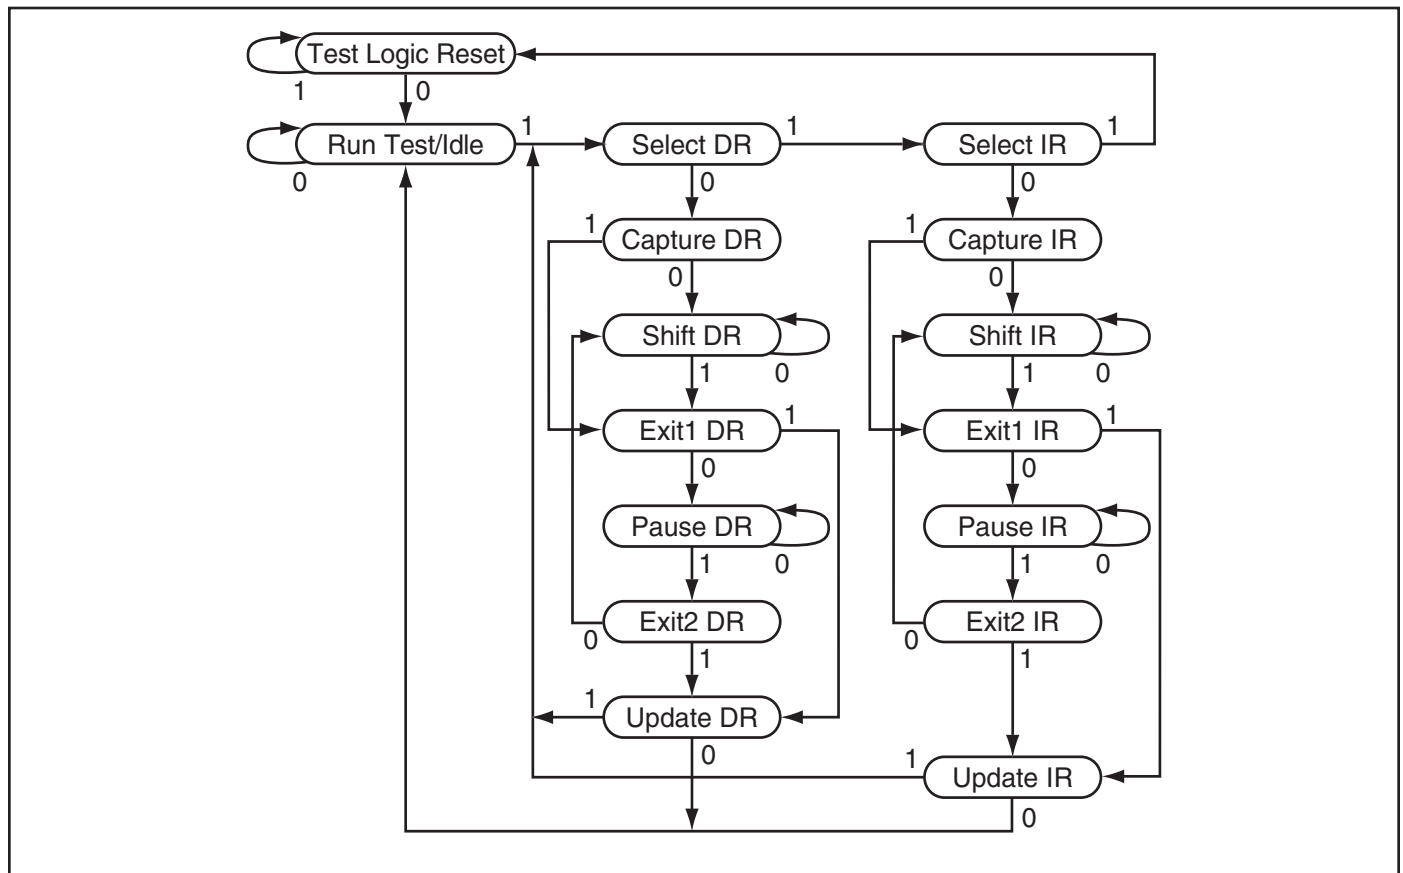 Test Logic Reset
1 0
Run Test/Idle 1 Select DR 1 Select IR 1
0 0 0
1 Capture DR 1 Capture IR
0 0
Shift DR Shift IR
1 0 1 0
Exit1 DR 1 Exit1 IR 1
0 0
Pause DR Pause IR
1 0 1 0
Exit2 DR Exit2 IR
0 1 0 1
1 Update DR
0 1 Update IR
0